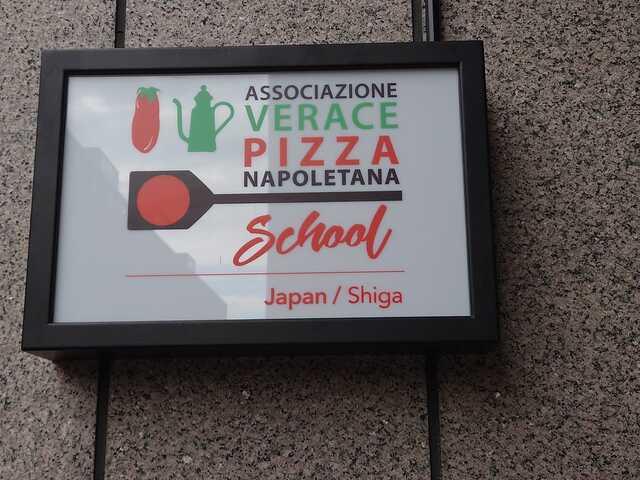 ASSOCIAZIONE
VERACE
PIZZA
NAPOLETANA
School
Japan / Shiga